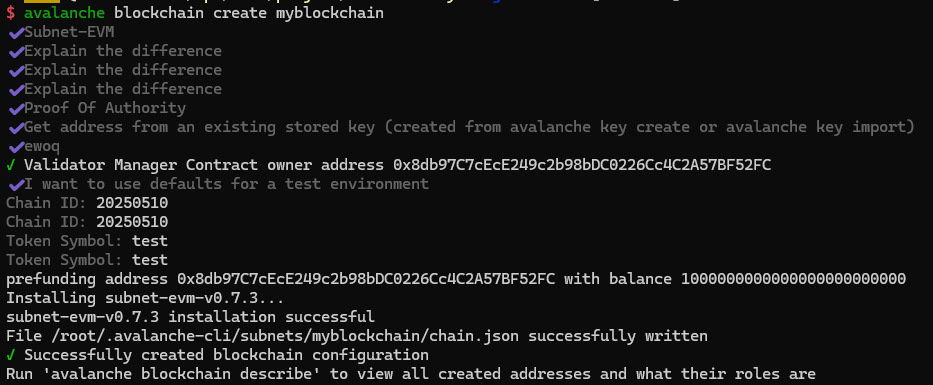 $ avalanche blockchain create myblockchain
✔Subnet-EVM
✔Explain the difference
✔Explain the difference
✔Explain the difference
✔Proof Of Authority
✔Get address from an existing stored key (created from avalanche key create or avalanche key import)
✔ewoq
✓ Validator Manager Contract owner address 0x8db97C7cEcE249c2b98bDC0226Cc4C2A57BF52FC
✔I want to use defaults for a test environment
Chain ID: 20250510
Chain ID: 20250510
Token Symbol: test
Token Symbol: test
prefunding address 0x8db97C7cEcE249c2b98bDC0226Cc4C2A57BF52FC with balance 1000000000000000000000000
Installing subnet-evm-v0.7.3...
subnet-evm-v0.7.3 installation successful
File /root/.avalanche-cli/subnets/myblockchain/chain.json successfully written
✓ Successfully created blockchain configuration
Run 'avalanche blockchain describe' to view all created addresses and what their roles are